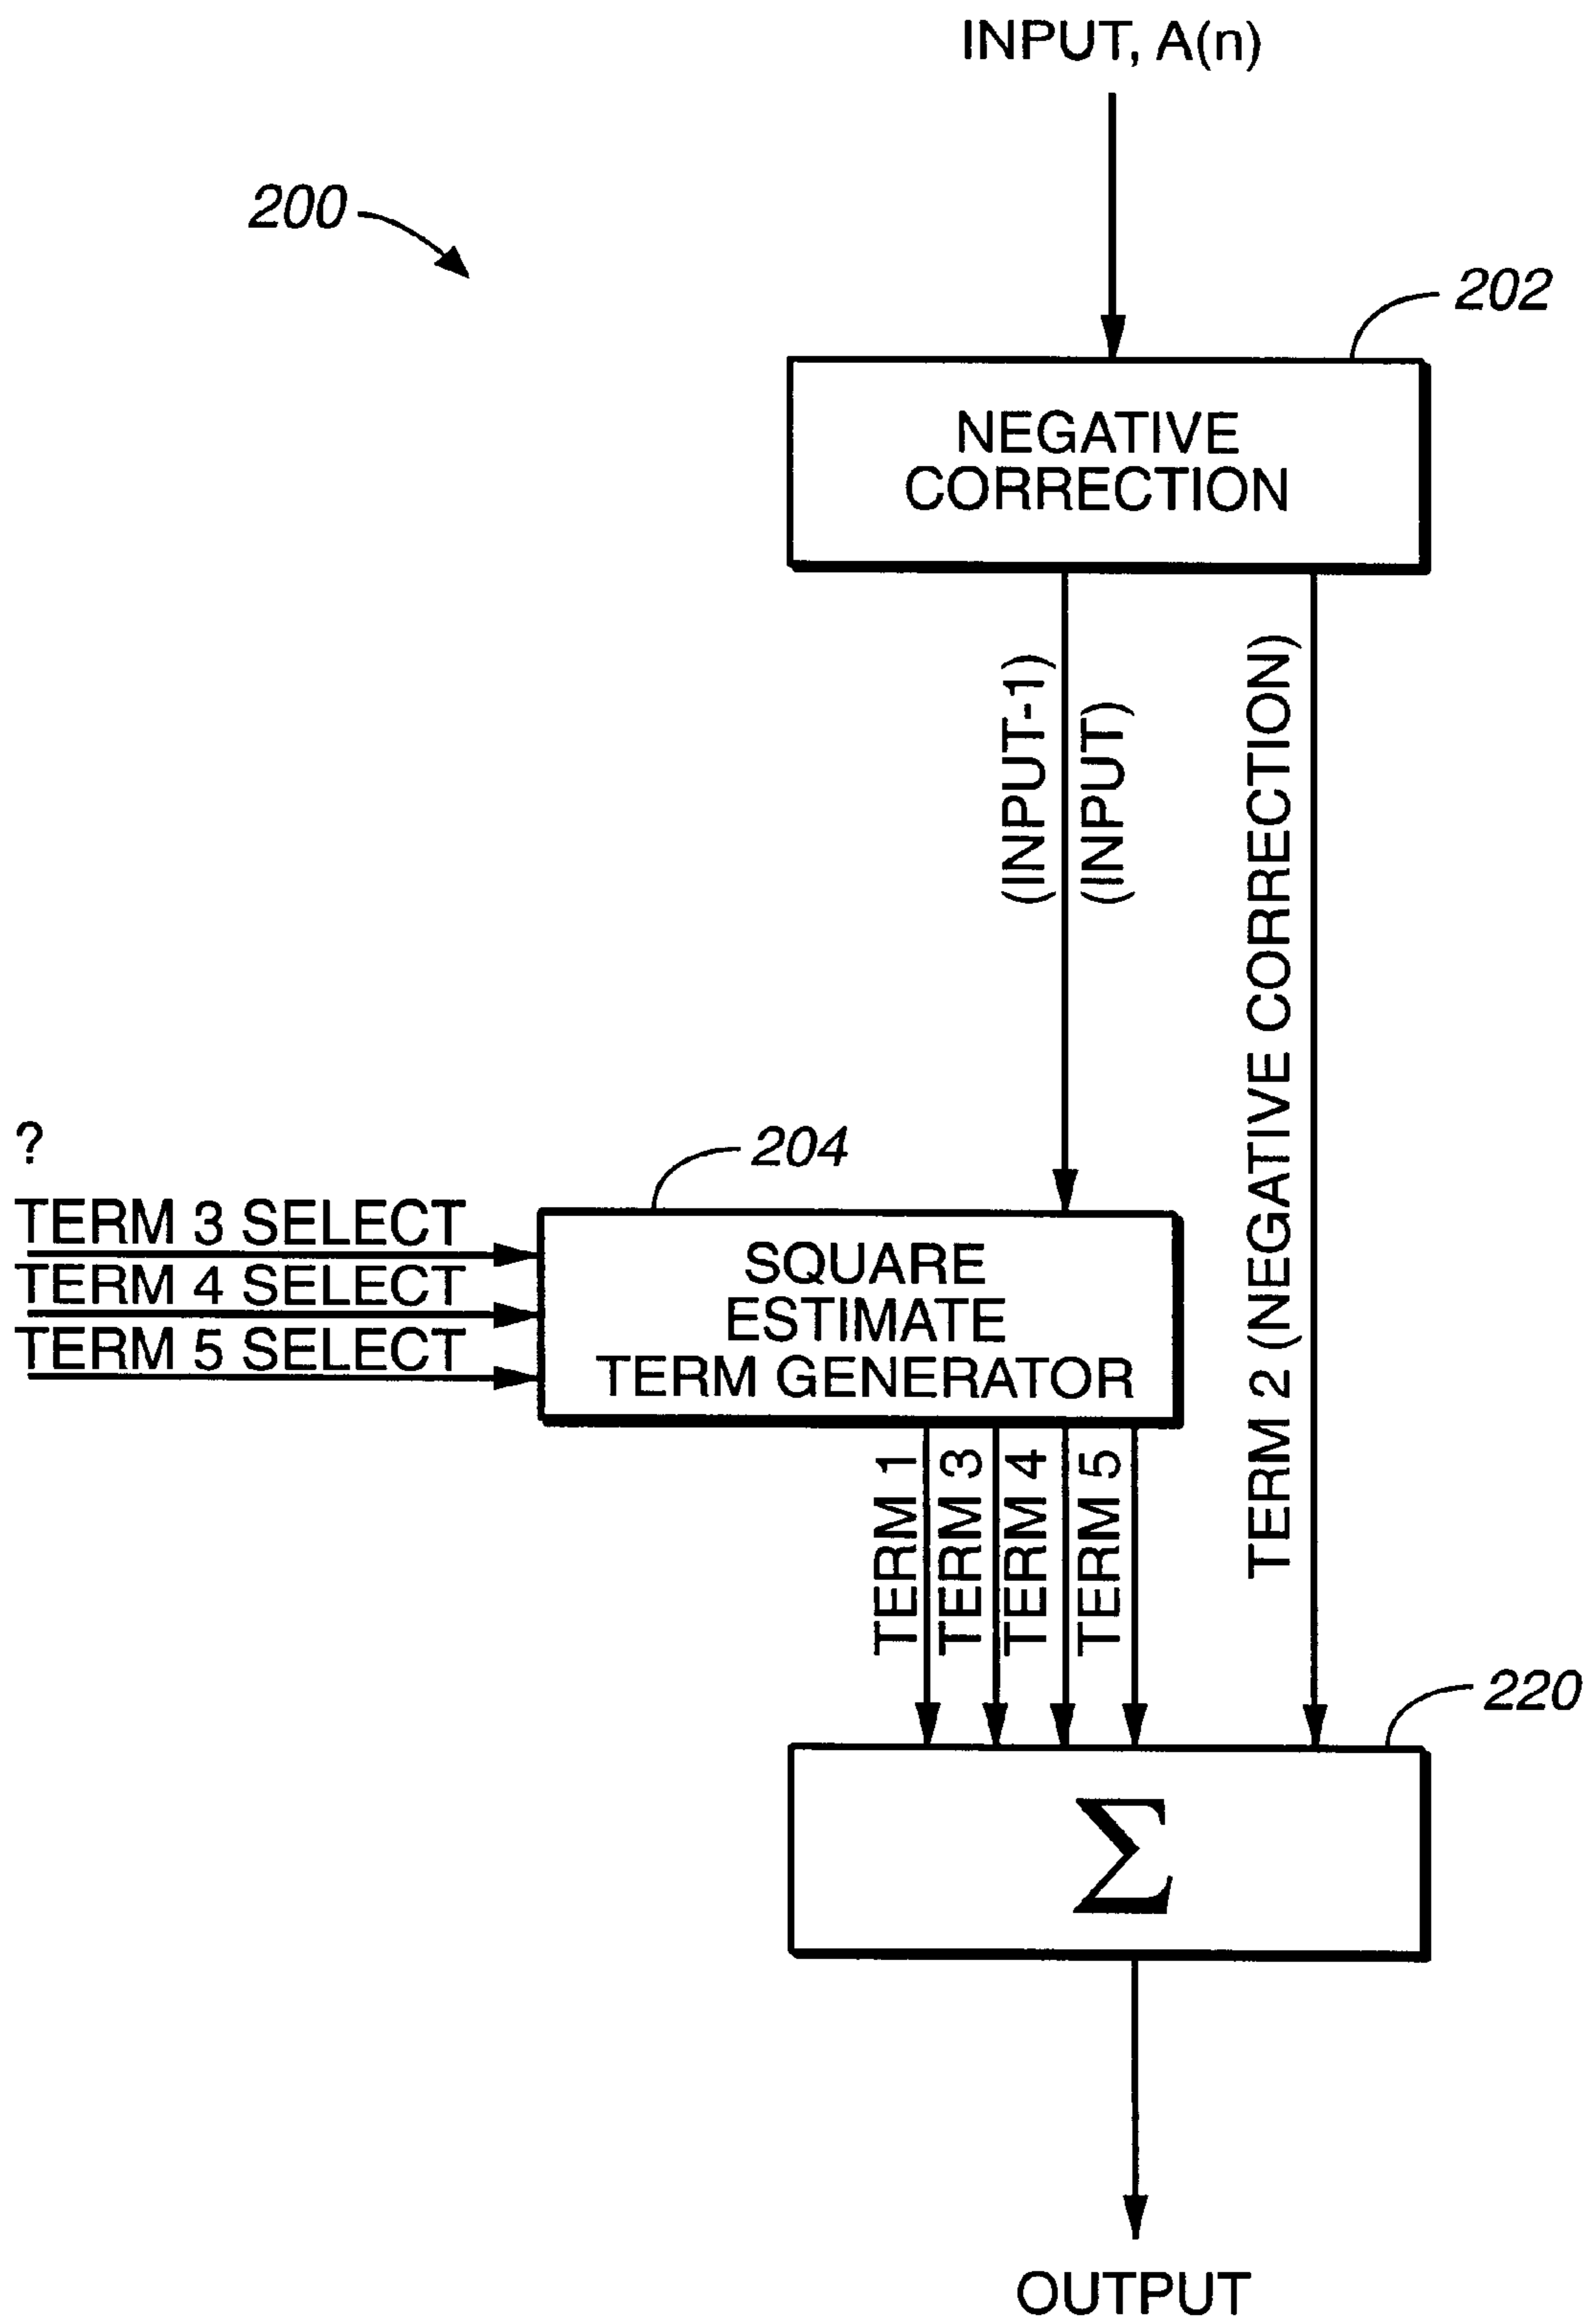 INPUT, A(n)
200
202
NEGATIVE
CORRECTION
(INPUT-1)
(INPUT)
TERM 2 (NEGATIVE CORRECTION)
?
204
TERM 3 SELECT
TERM 4 SELECT
TERM 5 SELECT
SQUARE
ESTIMATE
TERM GENERATOR
TERM 1
TERM 3
TERM 4
TERM 5
220
Σ
OUTPUT